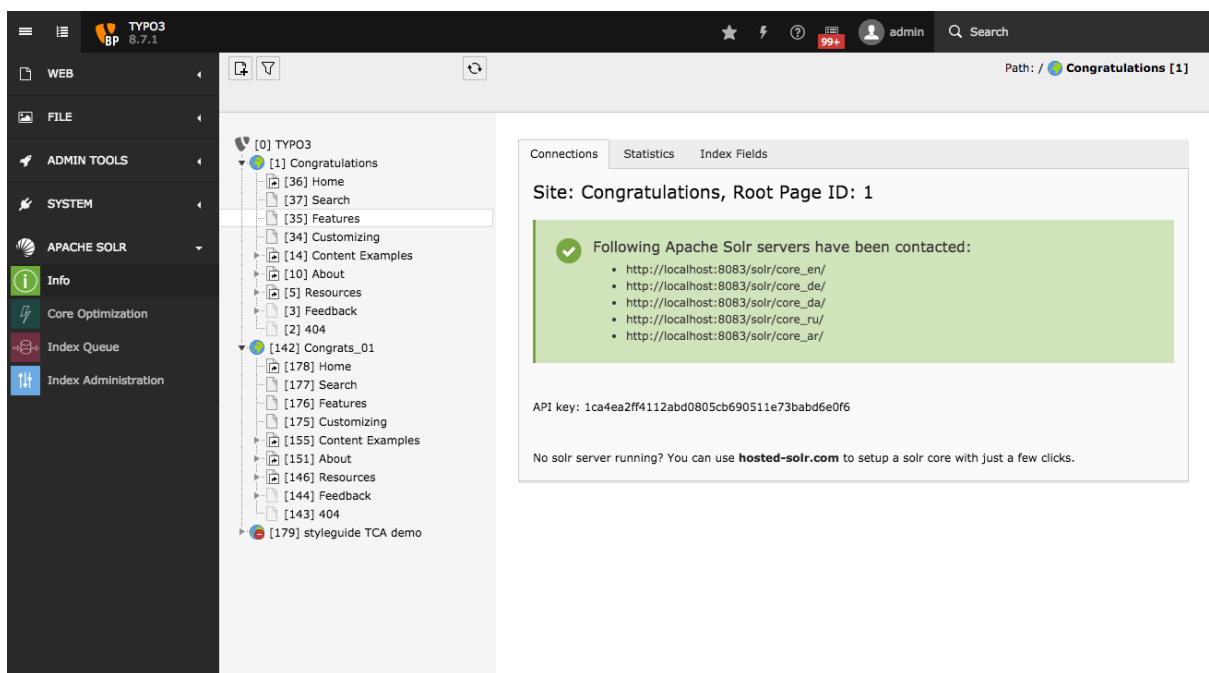 TYPO3
8.7.1
BP
99+
admin
Search
WEB
FILE
ADMIN TOOLS
SYSTEM
APACHE SOLR
Info
Core Optimization
Index Queue
Index Administration
Path: / Congratulations [1]
[0] TYPO3
[1] Congratulations
[36] Home
[37] Search
[35] Features
[34] Customizing
[14] Content Examples
[10] About
[5] Resources
[3] Feedback
[2] 404
[142] Congrats_01
[178] Home
[177] Search
[176] Features
[175] Customizing
[155] Content Examples
[151] About
[146] Resources
[144] Feedback
[143] 404
[179] styleguide TCA demo
Connections Statistics Index Fields
Site: Congratulations, Root Page ID: 1
Following Apache Solr servers have been contacted:
• http://localhost:8083/solr/core_en/
• http://localhost:8083/solr/core_de/
• http://localhost:8083/solr/core_da/
• http://localhost:8083/solr/core_ru/
• http://localhost:8083/solr/core_ar/
API key: 1ca4ea2ff4112abd0805cb690511e73babd6e0f6
No solr server running? You can use hosted-solr.com to setup a solr core with just a few clicks.